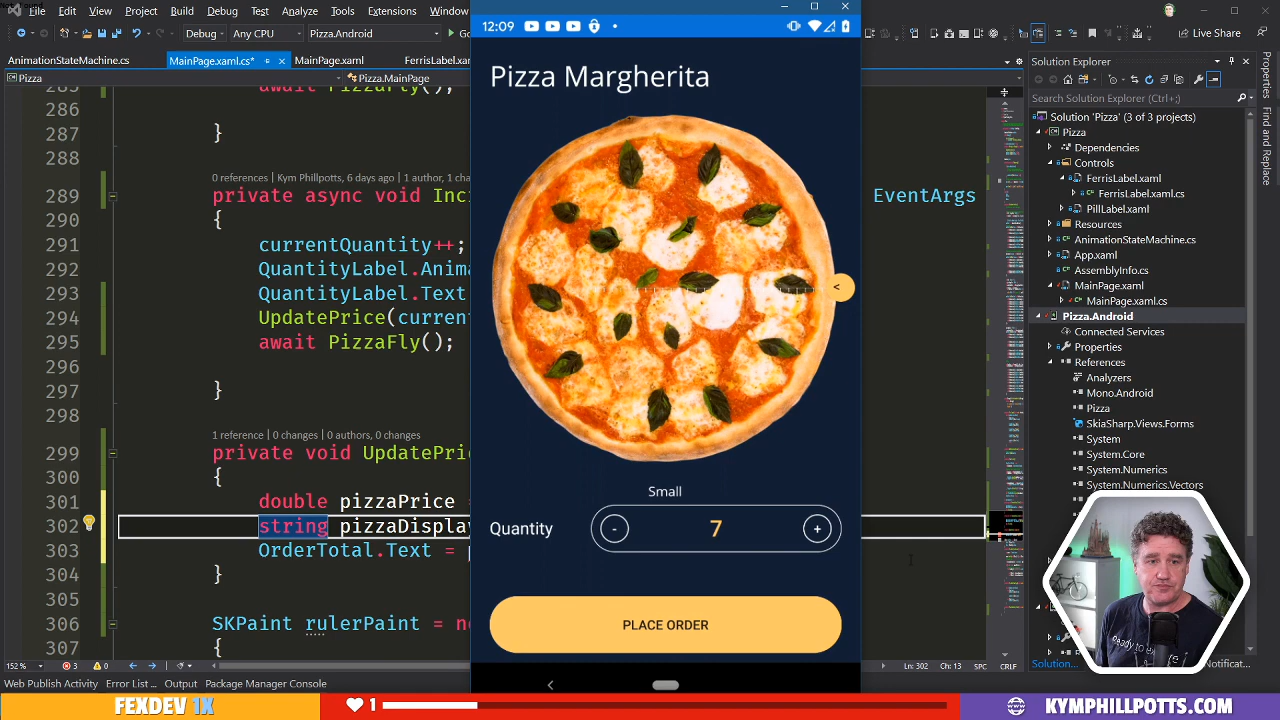 File Edit View
Tools Extensions Window
Debug Any CPU Pizza.Android
Live Share
AnimationStateMachine.cs MainPage.xaml.cs* MainPage.xaml FerrisLabel.xam
Pizza Pizza.MainPage
286
287 }
288
0 references | Kym Phillpotts, 6 days ago | 1 author, 1 cha
289 private async void Inc EventArgs
290 {
291 currentQuantity++;
292 QuantityLabel.Anima
293 QuantityLabel.Text
294 UpdatePrice(curren
295 await PizzaFly();
296
297 }
298
1 reference | 0 changes | 0 authors, 0 changes
299 private void UpdatePri
300 {
301 double pizzaPrice =
302 string pizzaDisplay
303 OrderTotal.Text =
304 }
305
306 SKPaint rulerPaint = ne
307 {
152 % 3 0
Ln: 302 Ch: 13 SPC CRLF
Web Publish Activity Error List ... Output Package Manager Console
12:09
Pizza Margherita
<
Small
Quantity - 7 +
PLACE ORDER
Solution Explorer
Search Solution Explorer (Ctrl+;)
Solution 'Pizza' (3 of 3 projects)
Pizza
Dependencies
Controls
FerrisLabel.xaml
FerrisLabel.xaml.cs
PillLabel.xaml
Resources
AnimationStateMachine.cs
App.xaml
AssemblyInfo.cs
MainPage.xaml
MainPage.xaml.cs
Pizza.Android
Connected Services
Properties
References
Analyzers
Mono.Android
Pizza
SkiaSharp.Views.Forms
System
System.Core
System.Numerics
System.Numerics.Vectors
Solution... Notificat...
Properties
Find and Replace
FEXDEV 1X
1
KYMPHILLPOTTS.COM